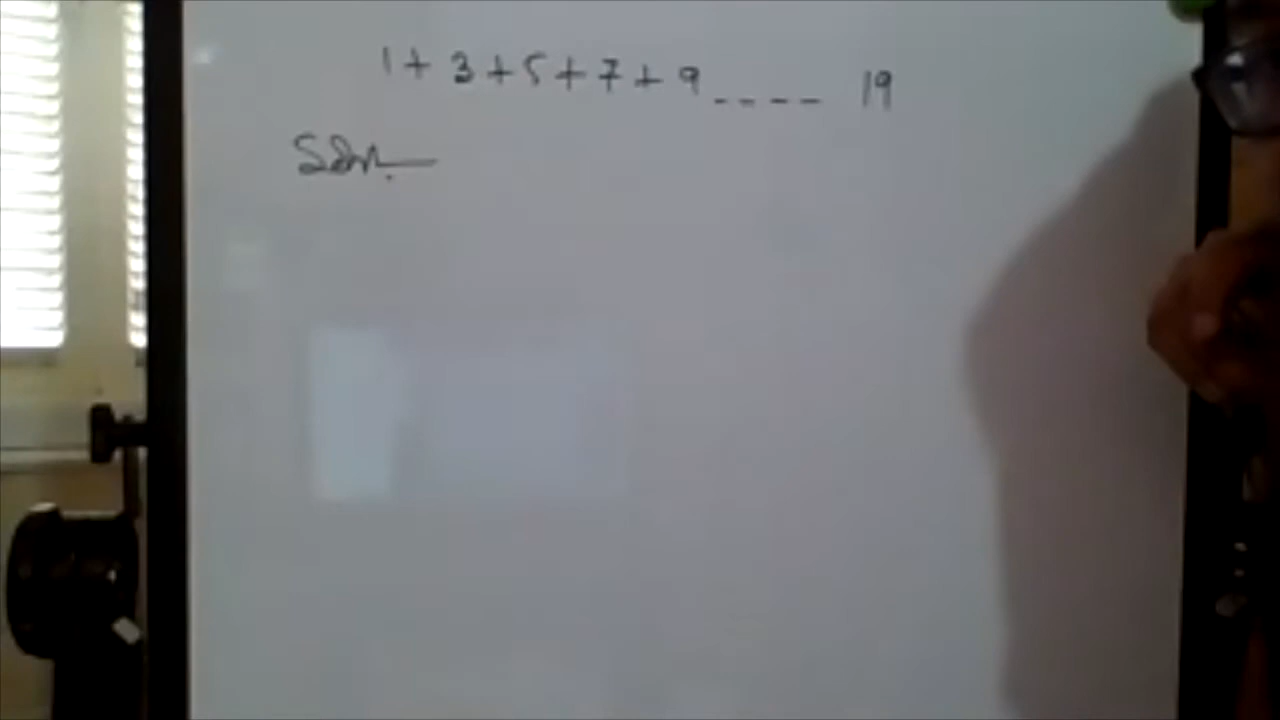 1 + 3 + 5 + 7 + 9 _ _ _ _ 19
Soln.